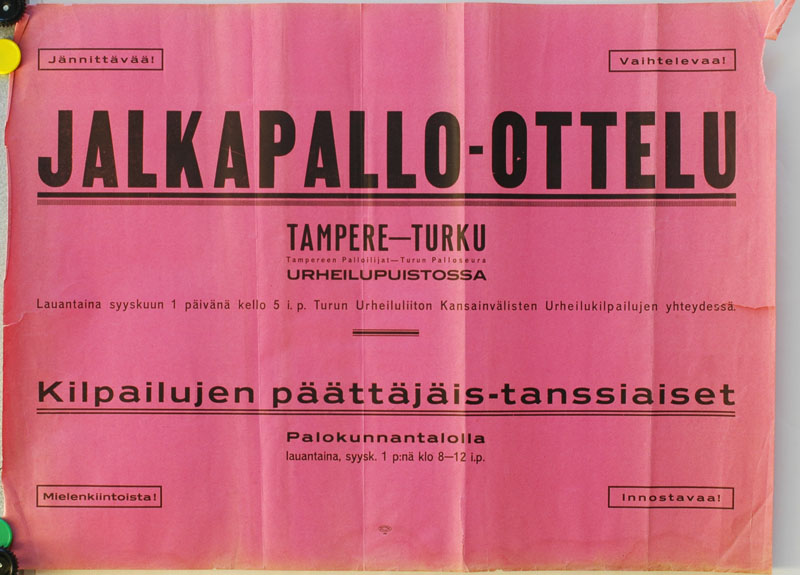 Jännittävää!
Vaihtelevaa!
JALKAPALLO-OTTELU
TAMPERE—TURKU
Tampereen Palloilijat—Turun Palloseura
URHEILUPUISTOSSA
Lauantaina syyskuun 1 päivänä kello 5 i. p. Turun Urheiluliiton Kansainvälisten Urheilukilpailujen yhteydessä.
Kilpailujen päättäjäis-tanssiaiset
Palokunnantalolla
lauantaina, syysk. 1 p:nä klo 8—12 i.p.
Mielenkiintoista!
Innostavaa!